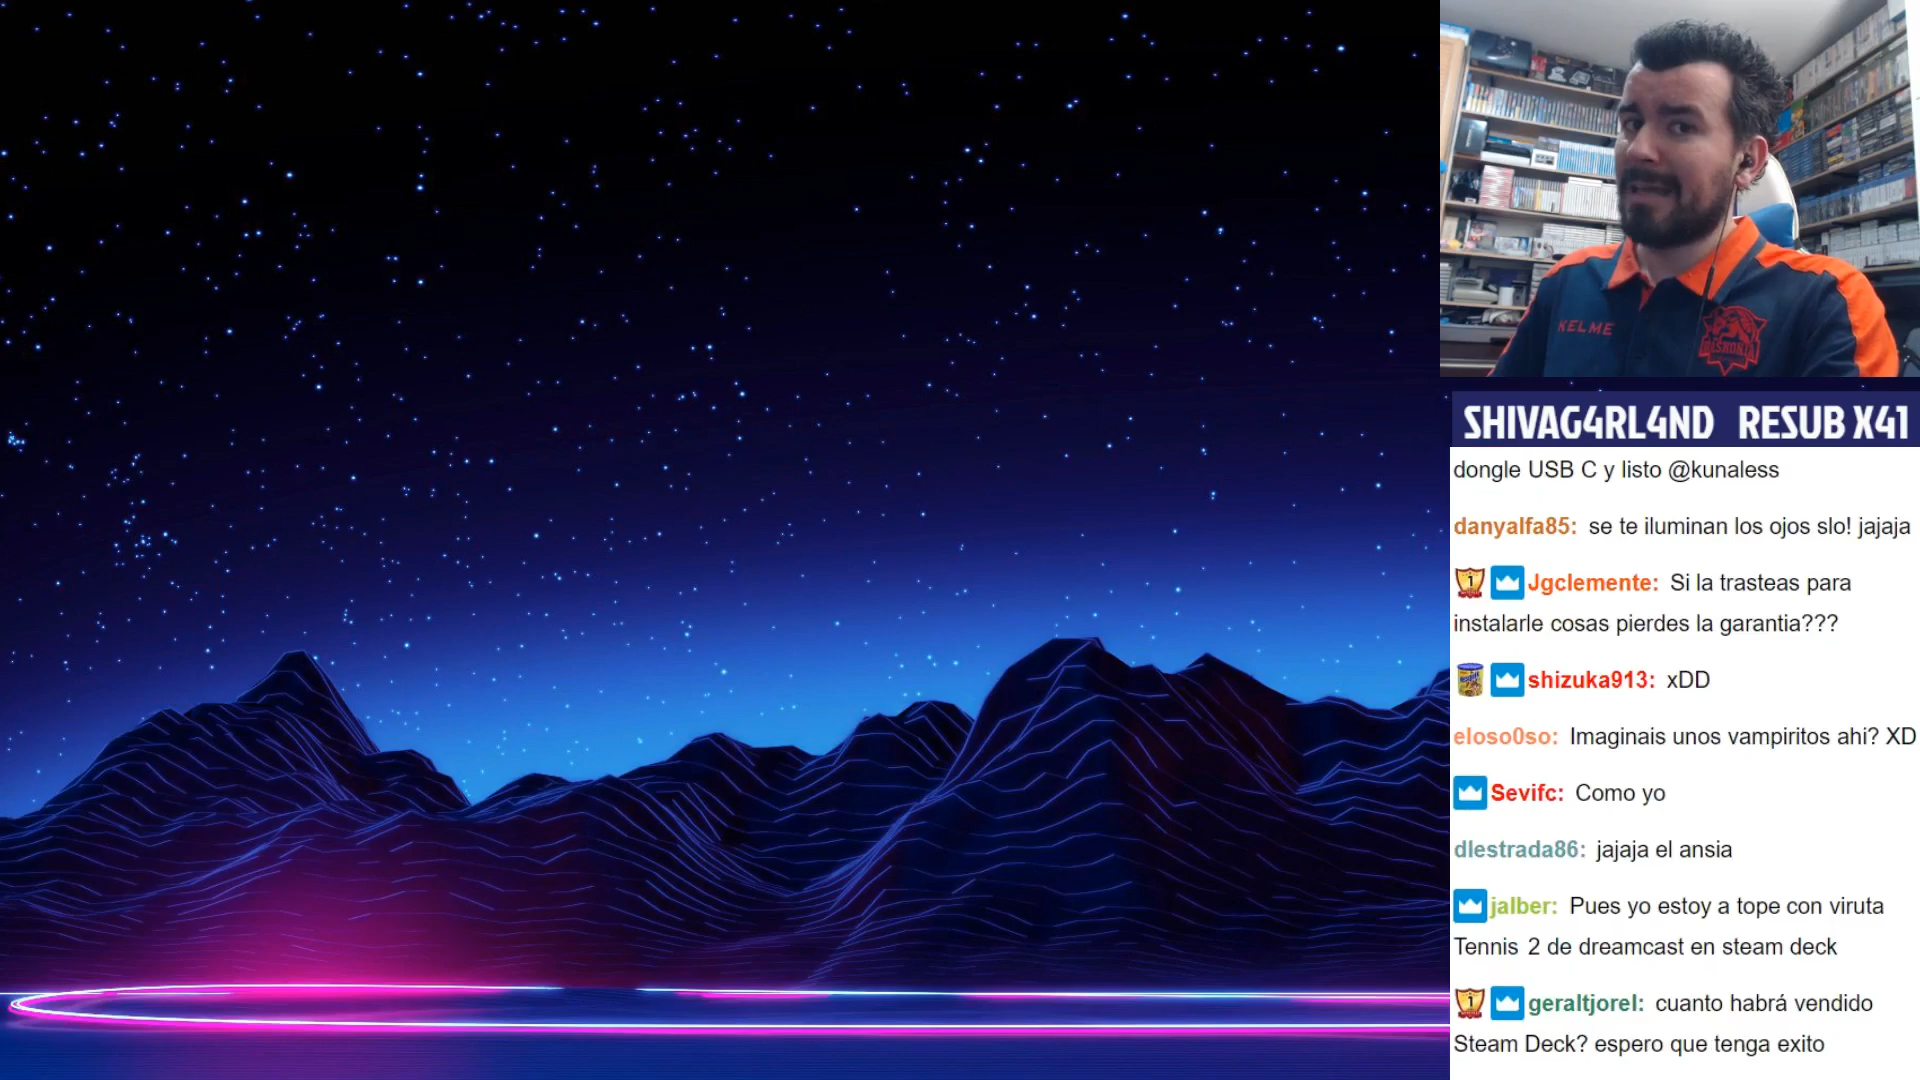 KELME
BASKONIA
SHIVAG4RL4ND RESUB X41
dongle USB C y listo @kunaless
danyalfa85: se te iluminan los ojos slo! jajaja
Jgclemente: Si la trasteas para
instalarle cosas pierdes la garantia???
shizuka913: xDD
eloso0so: Imaginais unos vampiritos ahi? XD
Sevifc: Como yo
dlestrada86: jajaja el ansia
jalber: Pues yo estoy a tope con viruta
Tennis 2 de dreamcast en steam deck
geraltjorel: cuanto habrá vendido
Steam Deck? espero que tenga exito